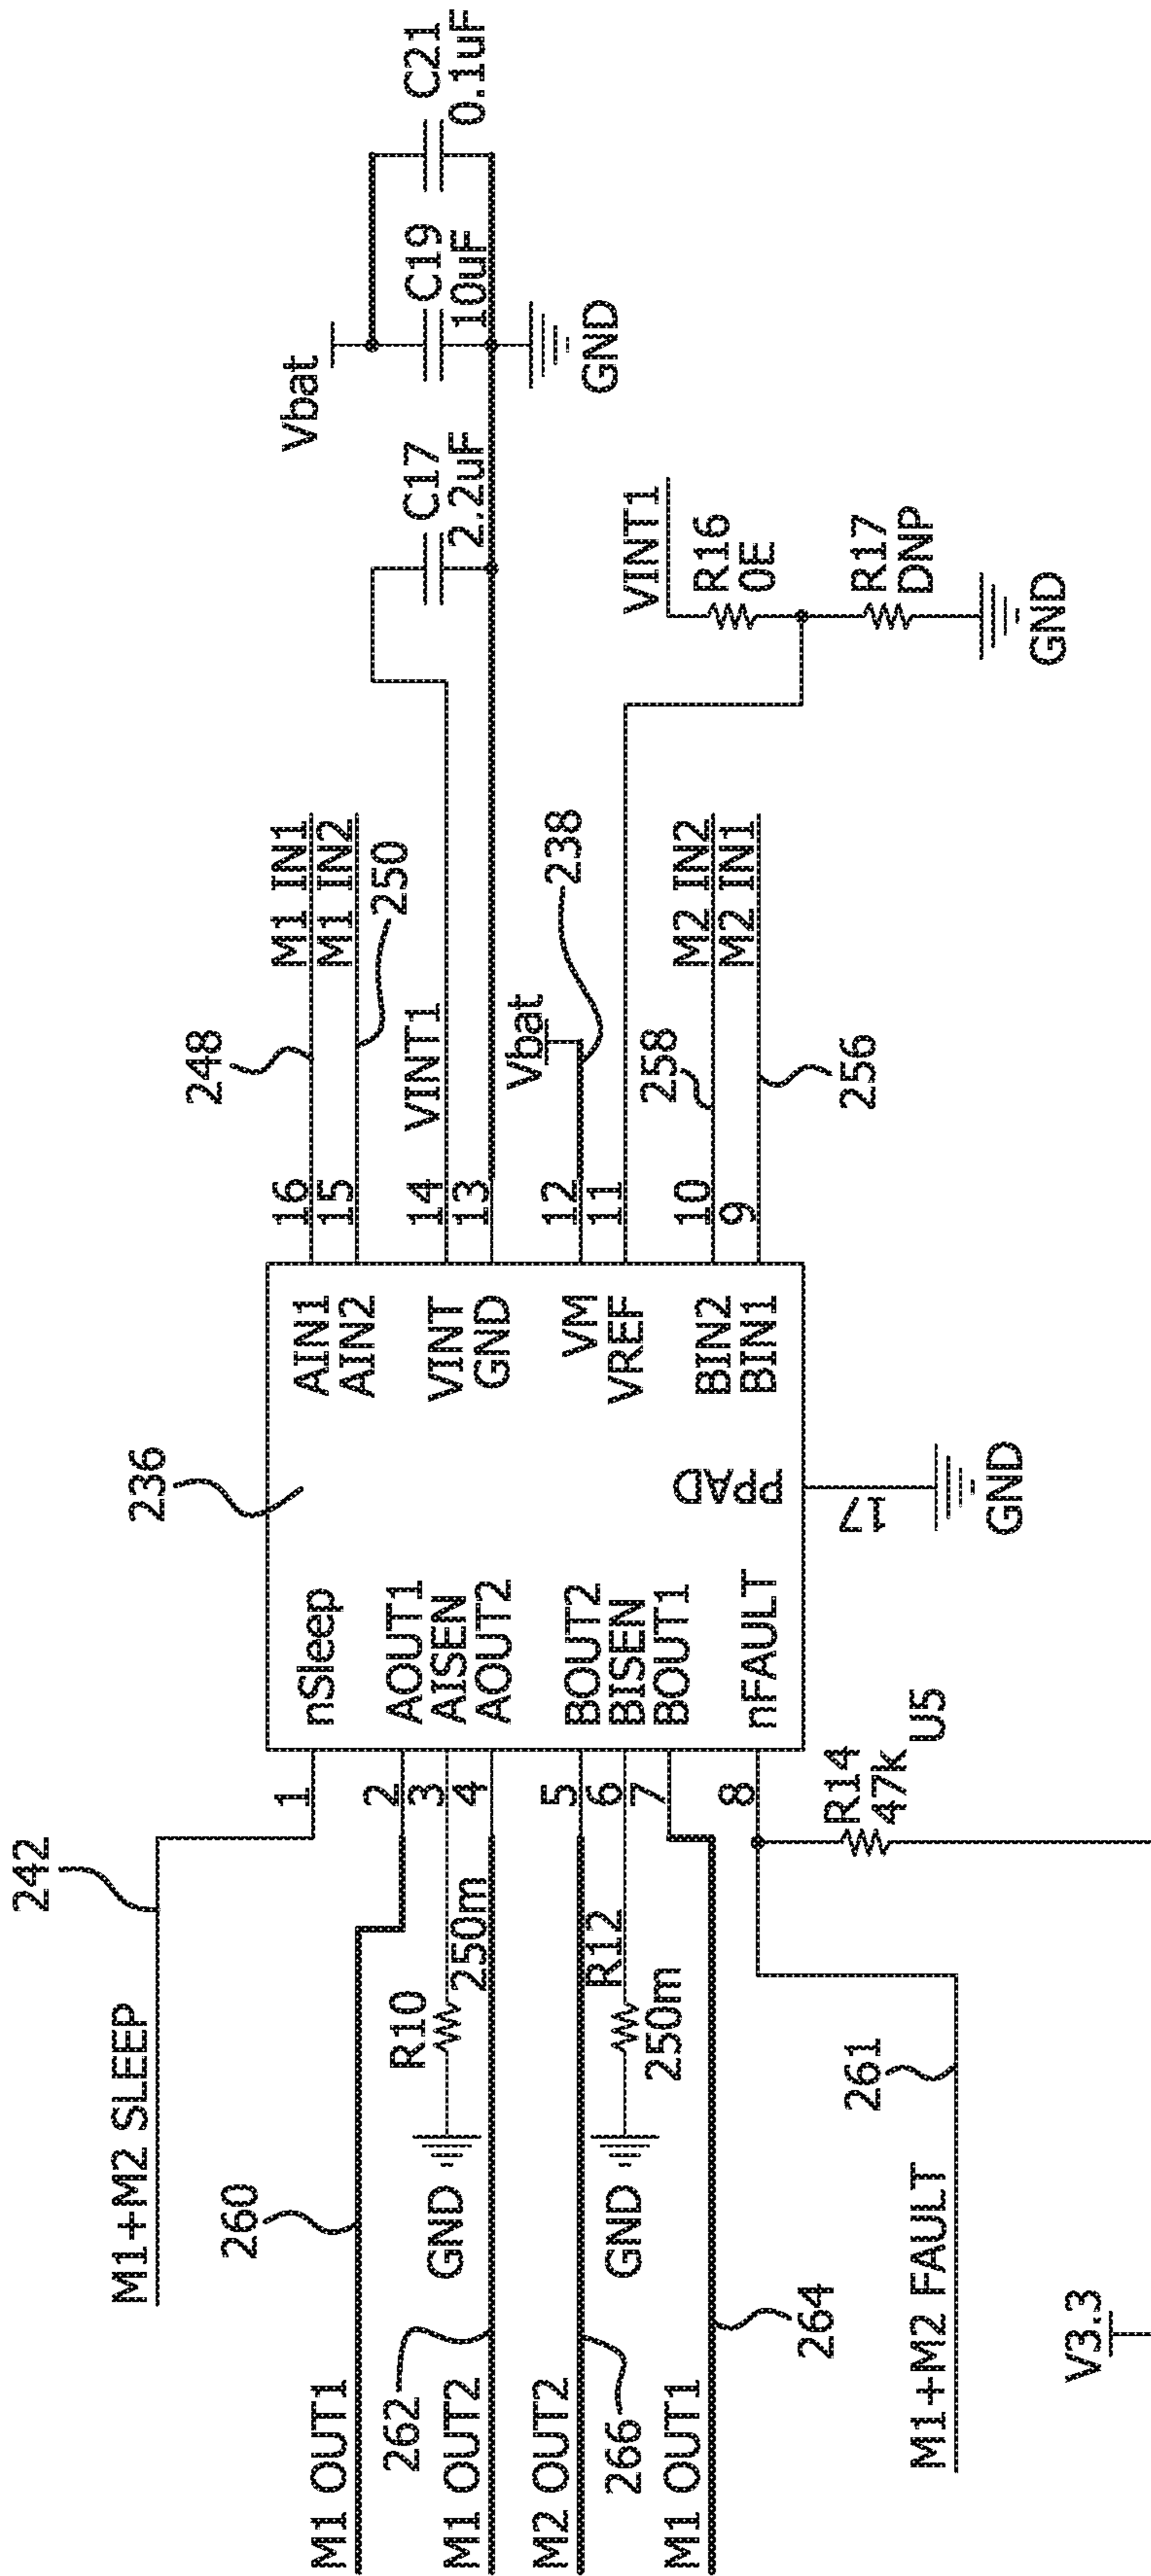 242
M1+M2 SLEEP
236
248
M1 IN1
M1 IN2
250
Vbat
C17
2.2uF
C19
10uF
C21
0.1uF
GND
260
M1 OUT1
262
M1 OUT2
R10
250m
GND
M2 OUT2
266
R12
250m
GND
M1 OUT1
264
261
M1+M2 FAULT
V3.3
R14
47k
U5
1
2
3
4
5
6
7
8
nSleep
AOUT1
AISEN
AOUT2
BOUT2
BISEN
BOUT1
nFAULT
PPAD
17
GND
AIN1
AIN2
VINT
GND
VM
VREF
BIN2
BIN1
16
15
14
13
12
11
10
9
VINT1
Vbat
238
258
M2 IN2
M2 IN1
256
VINT1
R16
0E
R17
DNP
GND